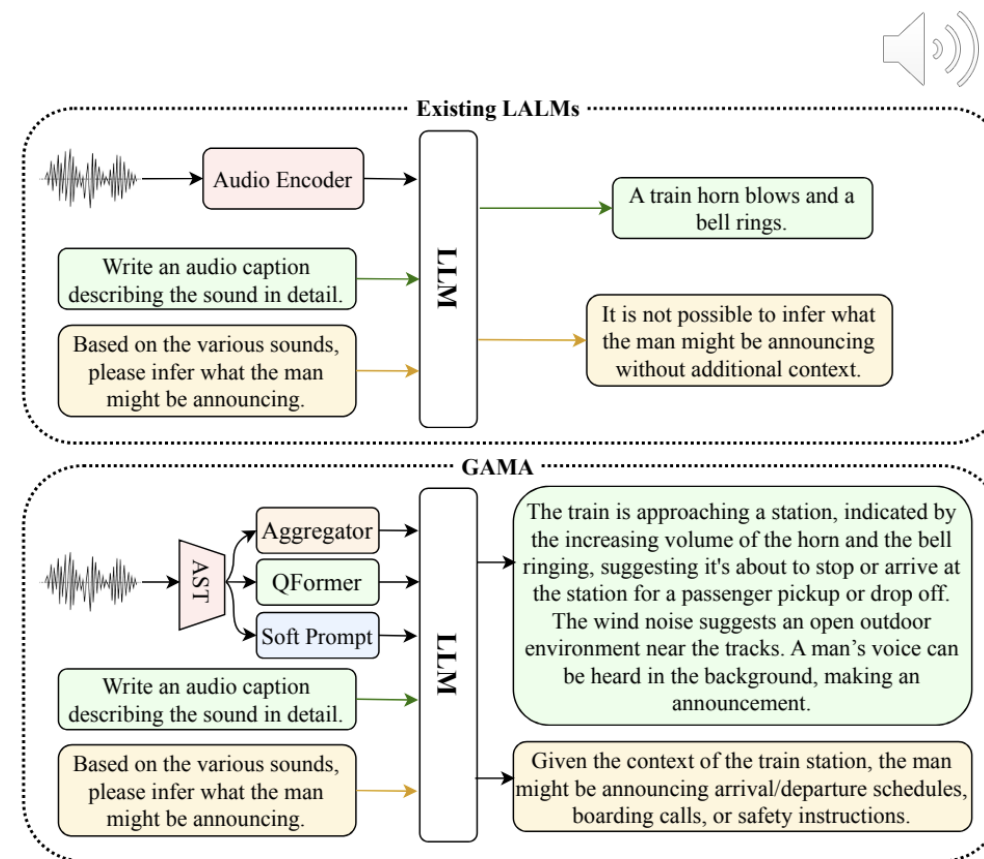 Existing LALMs
Audio Encoder
Write an audio caption
describing the sound in detail.
Based on the various sounds,
please infer what the man
might be announcing.
LLM
A train horn blows and a
bell rings.
It is not possible to infer what
the man might be announcing
without additional context.
GAMA
AST
Aggregator
QFormer
Soft Prompt
Write an audio caption
describing the sound in detail.
Based on the various sounds,
please infer what the man
might be announcing.
LLM
The train is approaching a station, indicated by
the increasing volume of the horn and the bell
ringing, suggesting it's about to stop or arrive at
the station for a passenger pickup or drop off.
The wind noise suggests an open outdoor
environment near the tracks. A man’s voice can
be heard in the background, making an
announcement.
Given the context of the train station, the man
might be announcing arrival/departure schedules,
boarding calls, or safety instructions.